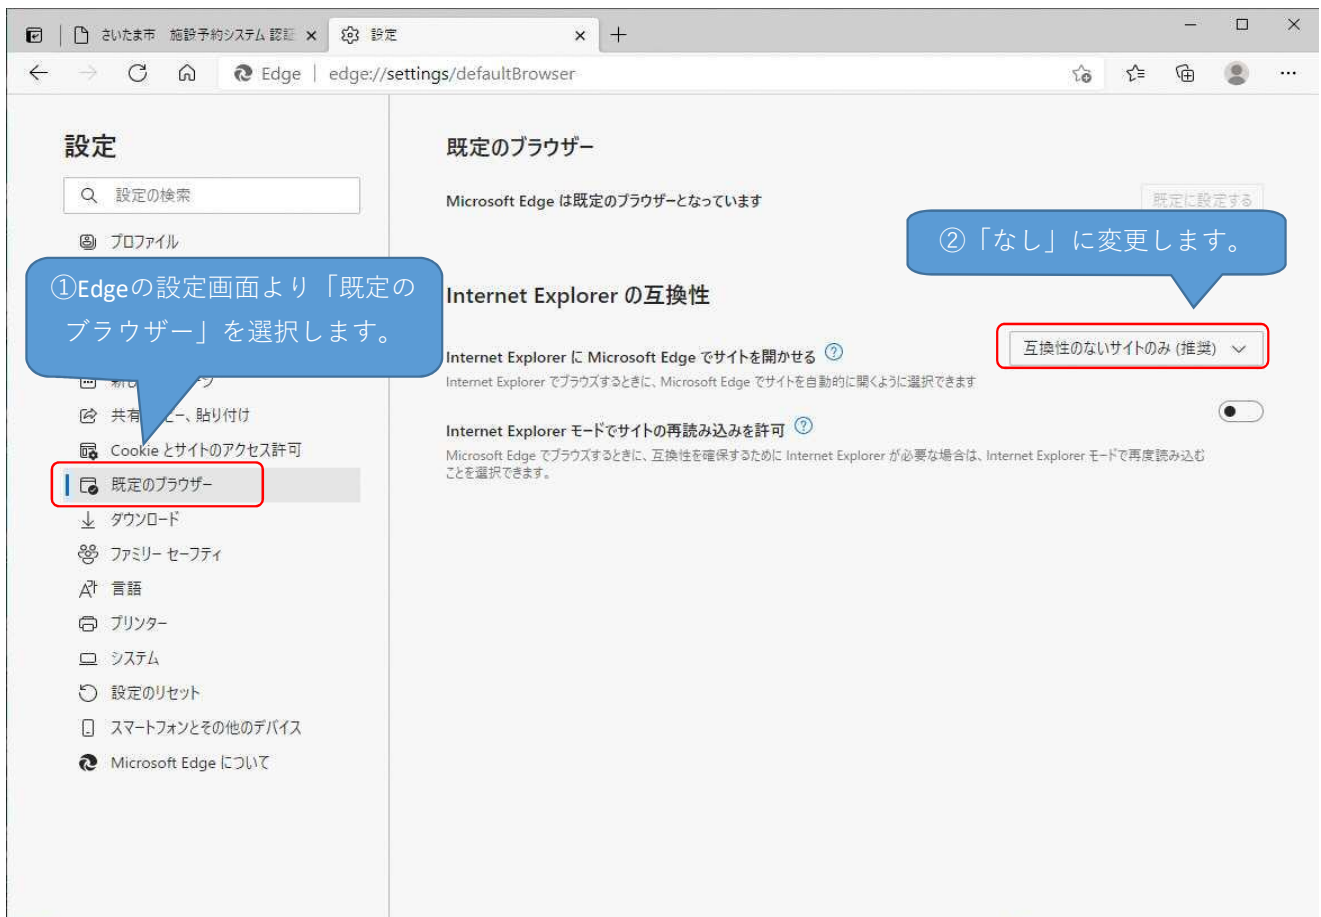 さいたま市 施設予約システム 認証
設定
Edge | edge://settings/defaultBrowser
設定
設定の検索
プロファイル
①Edgeの設定画面より「既定の
ブラウザー」を選択します。
共有
貼り付け
Cookie とサイトのアクセス許可
既定のブラウザー
ダウンロード
ファミリー セーフティ
言語
プリンター
システム
設定のリセット
スマートフォンとその他のデバイス
Microsoft Edge について
既定のブラウザー
Microsoft Edge は既定のブラウザーとなっています
既定に設定する
②「なし」に変更します。
Internet Explorer の互換性
Internet Explorer に Microsoft Edge でサイトを開かせる
互換性のないサイトのみ (推奨)
Internet Explorer でブラウズするときに、Microsoft Edge でサイトを自動的に開くように選択できます
Internet Explorer モードでサイトの再読み込みを許可
Microsoft Edge でブラウズするときに、互換性を確保するために Internet Explorer が必要な場合は、Internet Explorer モードで再度読み込む
ことを選択できます。